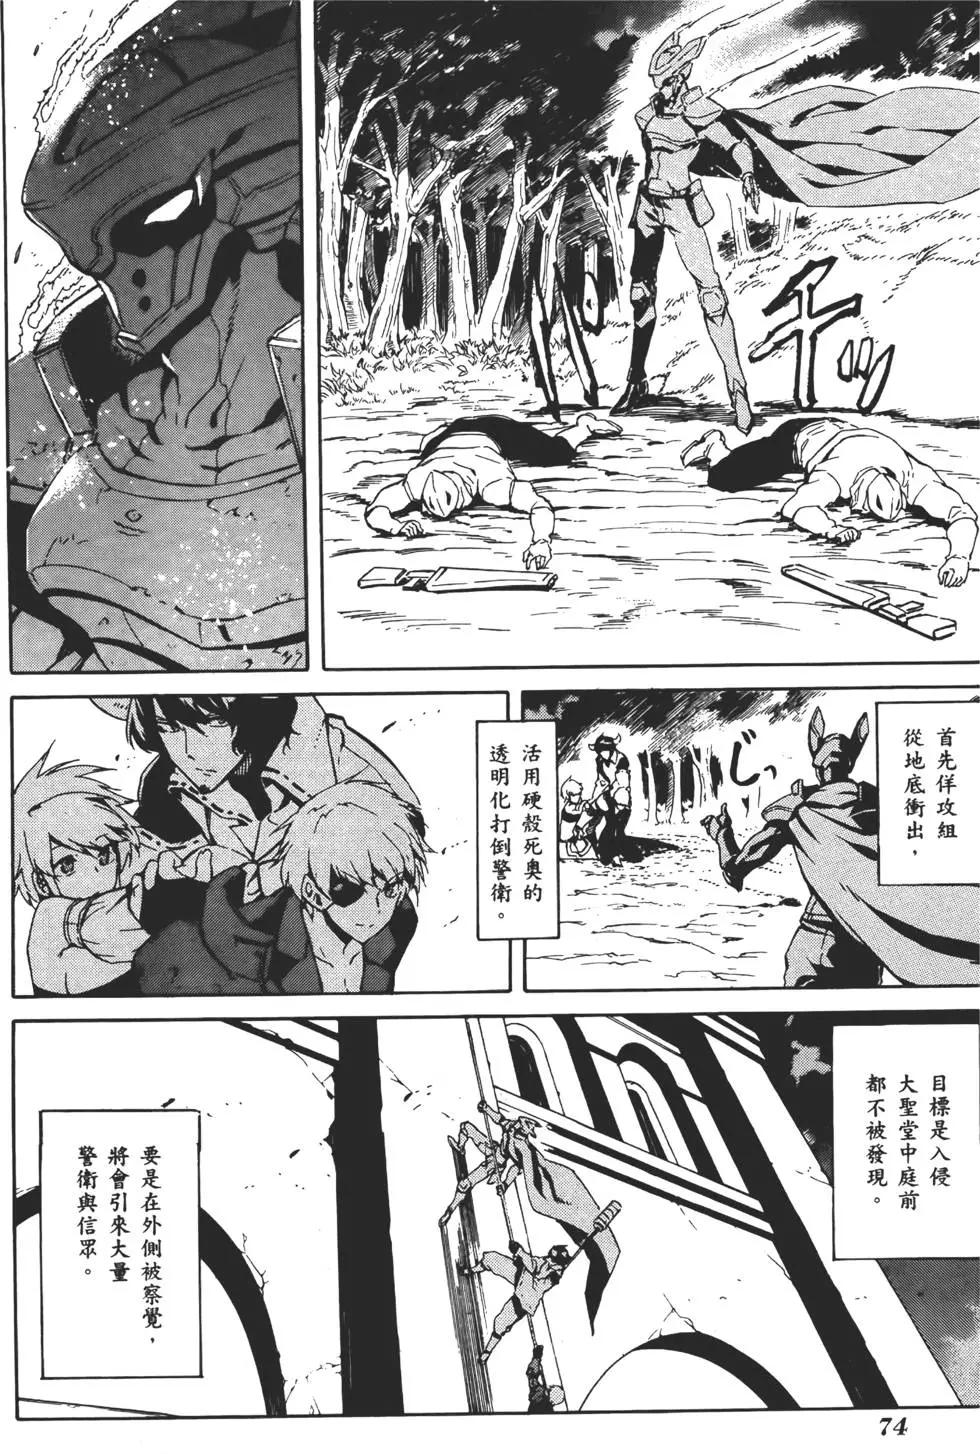 チッ
じっ
首先佯攻組
從地底衝出，
活用硬殼死奧的
透明化打倒警衛。
目標是入侵
大聖堂中庭前
都不被發現。
要是在外側被察覺，
將會引來大量
警衛與信眾。
74